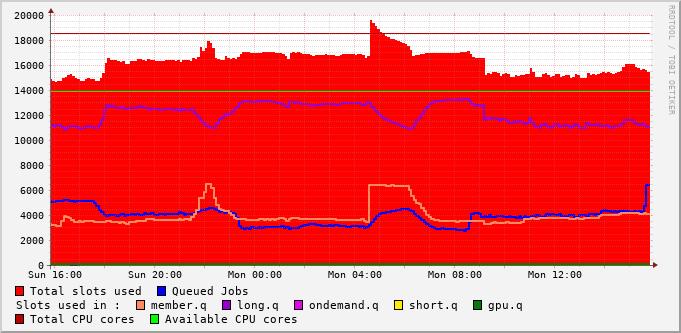 RRDTOOL / TOBI OETIKER
20000
18000
16000
14000
12000
10000
8000
6000
4000
2000
0
Sun 16:00 Sun 20:00 Mon 00:00 Mon 04:00 Mon 08:00 Mon 12:00
Total slots used Queued Jobs
Slots used in : member.q long.q ondemand.q short.q gpu.q
Total CPU cores Available CPU cores